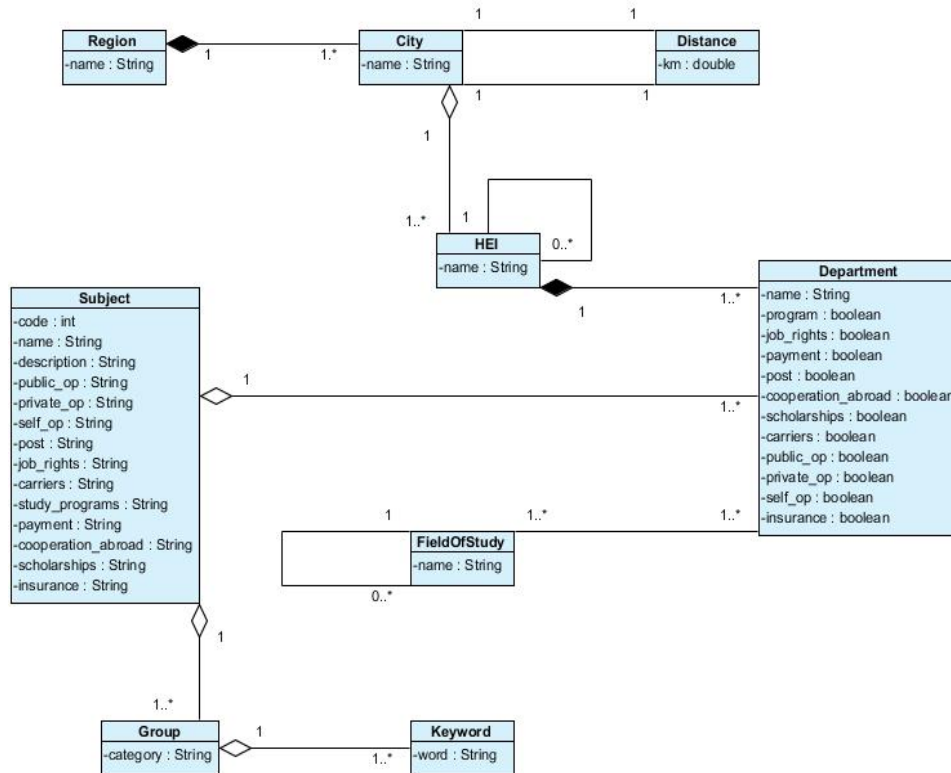 1
1
Region
-name : String
1
1..*
City
-name : String
Distance
-km : double
1
1
1
1..*
1
HEI
-name : String
0..*
1
1..*
Department
-name : String
-program : boolean
-job_rights : boolean
-payment : boolean
-post : boolean
-cooperation_abroad : boolean
-scholarships : boolean
-carriers : boolean
-public_op : boolean
-private_op : boolean
-self_op : boolean
-insurance : boolean
Subject
-code : int
-name : String
-description : String
-public_op : String
-private_op : String
-self_op : String
-post : String
-job_rights : String
-carriers : String
-study_programs : String
-payment : String
-cooperation_abroad : String
-scholarships : String
-insurance : String
1
1..*
1
1..*
1..*
FieldOfStudy
-name : String
0..*
1
1..*
Group
-category : String
1
1..*
Keyword
-word : String